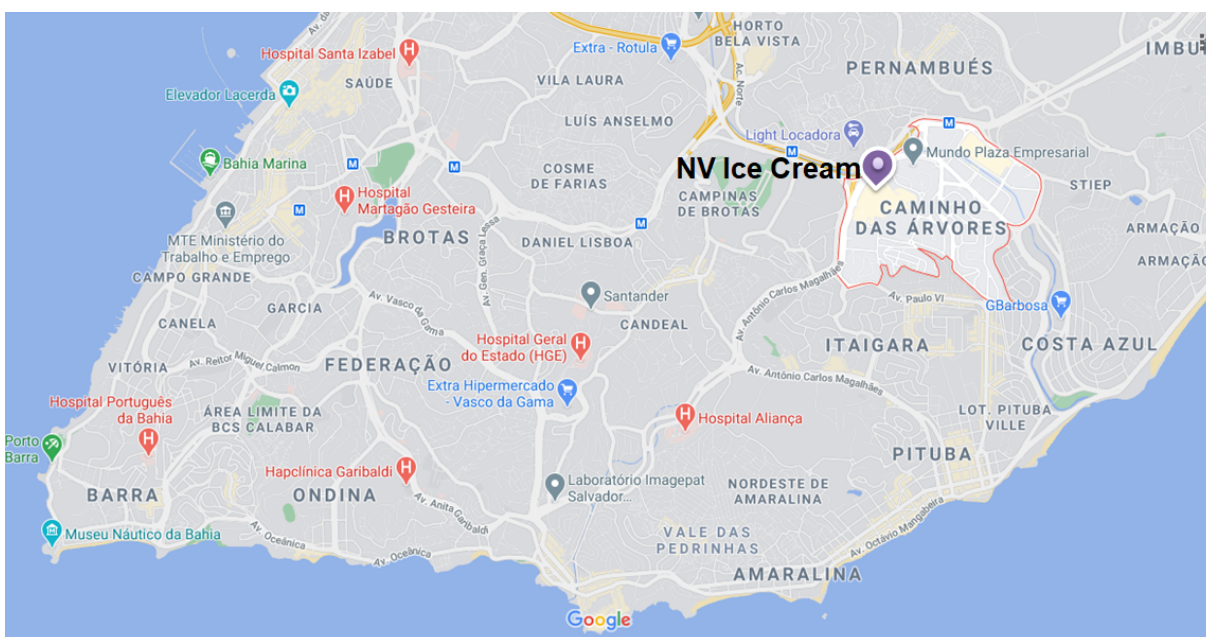 HORTO
BELA VISTA
IMBU
Hospital Santa Izabel
Extra - Rotula
PERNAMBUÉS
SAÚDE
VILA LAURA
Ac. Norte
Elevador Lacerda
LUÍS ANSELMO
Light Locadora
Mundo Plaza Empresarial
Bahia Marina
COSME
DE FARIAS
NV Ice Cream
Hospital
Martagão Gesteira
CAMPINAS
DE BROTAS
STIEP
CAMINHO
DAS ÁRVORES
MTE Ministério do
Trabalho e Emprego
BROTAS
Av. Gen. Graça Lessa
DANIEL LISBOA
ARMAÇÃO
ARMAÇÃO
CAMPO GRANDE
Av. Vasco da Gama
Santander
Av. Antônio Carlos Magalhães
Av. Paulo VI
GBarbosa
GARCIA
CANELA
CANDEAL
Hospital Geral
do Estado (HGE)
ITAIGARA
COSTA AZUL
VITÓRIA
Av. Reitor Miguel Calmon
FEDERAÇÃO
Av. Antônio Carlos Magalhães
Extra Hipermercado
- Vasco da Gama
Hospital Português
da Bahia
ÁREA LIMITE DA
BCS CALABAR
Hospital Aliança
LOT. PITUBA
VILLE
Porto
Barra
PITUBA
Hapclínica Garibaldi
Laboratório Imagepat
Salvador...
NORDESTE DE
AMARALINA
BARRA
ONDINA
Av. Anita Garibaldi
Av. Octávio Mangabeira
Museu Náutico da Bahia
Av. Oceânica
Av. Oceânica
VALE DAS
PEDRINHAS
AMARALINA
Google